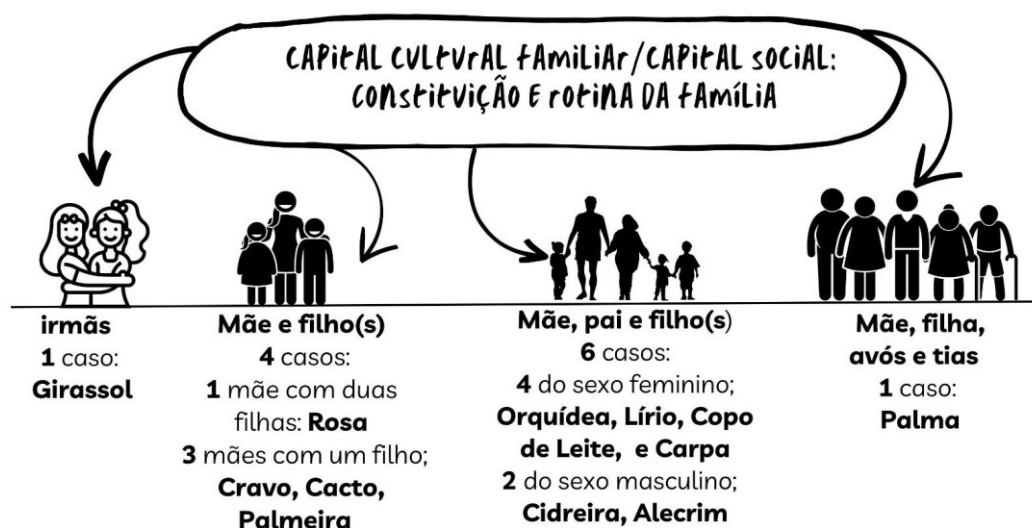 CAPITAL CULTURAL FAMILIAR/CAPITAL SOCIAL:
CONSTITUIÇÃO E ROTINA DA FAMÍLIA
irmãs
1 caso:
Girassol
Mãe e filho(s)
4 casos:
1 mãe com duas
filhas: Rosa
3 mães com um filho;
Cravo, Cacto,
Palmeira
Mãe, pai e filho(s)
6 casos:
4 do sexo feminino;
Orquídea, Lírio, Copo
de Leite, e Carpa
2 do sexo masculino;
Cidreira, Alecrim
Mãe, filha,
avós e tias
1 caso:
Palma